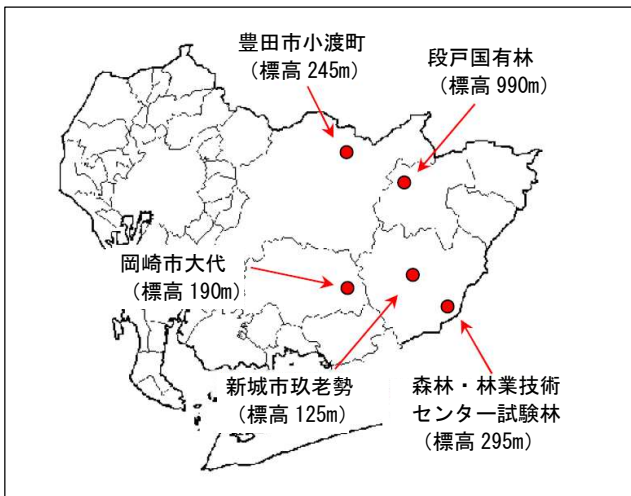 豊田市小渡町
（標高 245m）
段戸国有林
（標高 990m）
岡崎市大代
（標高 190m）
新城市玖老勢
（標高 125m）
森林・林業技術
センター試験林
（標高 295m）